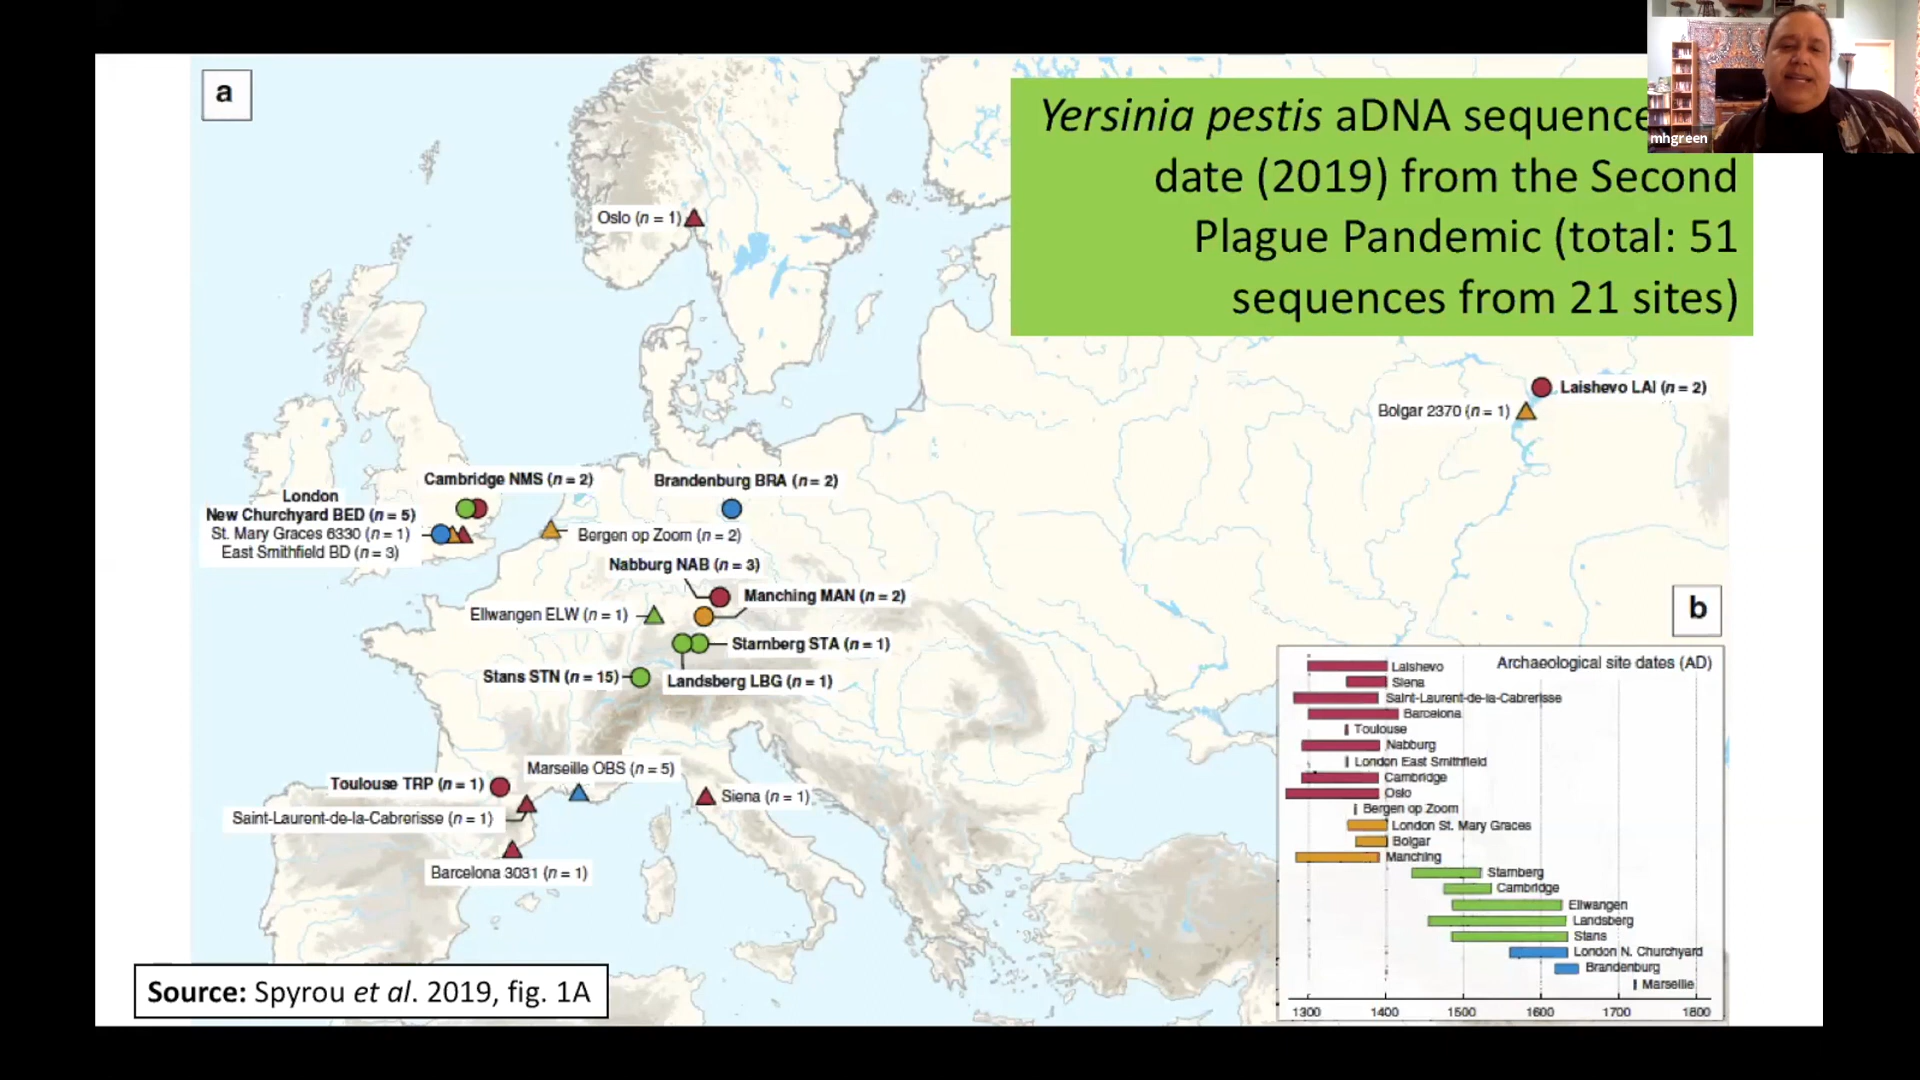 a
Yersinia pestis aDNA sequence
date (2019) from the Second
Plague Pandemic (total: 51
sequences from 21 sites)
mhgreen
Oslo (n = 1)
Laishevo LAI (n = 2)
Bolgar 2370 (n = 1)
Cambridge NMS (n = 2)
Brandenburg BRA (n = 2)
London
New Churchyard BED (n = 5)
St. Mary Graces 6330 (n = 1)
East Smithfield BD (n = 3)
Bergen op Zoom (n = 2)
Nabburg NAB (n = 3)
Manching MAN (n = 2)
Ellwangen ELW (n = 1)
Starnberg STA (n = 1)
Stans STN (n = 15)
Landsberg LBG (n = 1)
Marseille OBS (n = 5)
Toulouse TRP (n = 1)
Siena (n = 1)
Saint-Laurent-de-la-Cabrerisse (n = 1)
Barcelona 3031 (n = 1)
b
Archaeological site dates (AD)
Laishevo
Siena
Saint-Laurent-de-la-Cabrerisse
Barcelona
Toulouse
Nabburg
London East Smithfield
Cambridge
Oslo
Bergen op Zoom
London St. Mary Graces
Bolgar
Manching
Starnberg
Cambridge
Ellwangen
Landsberg
Stans
London N. Churchyard
Brandenburg
Marseille
1300 1400 1500 1600 1700 1800
Source: Spyrou et al. 2019, fig. 1A